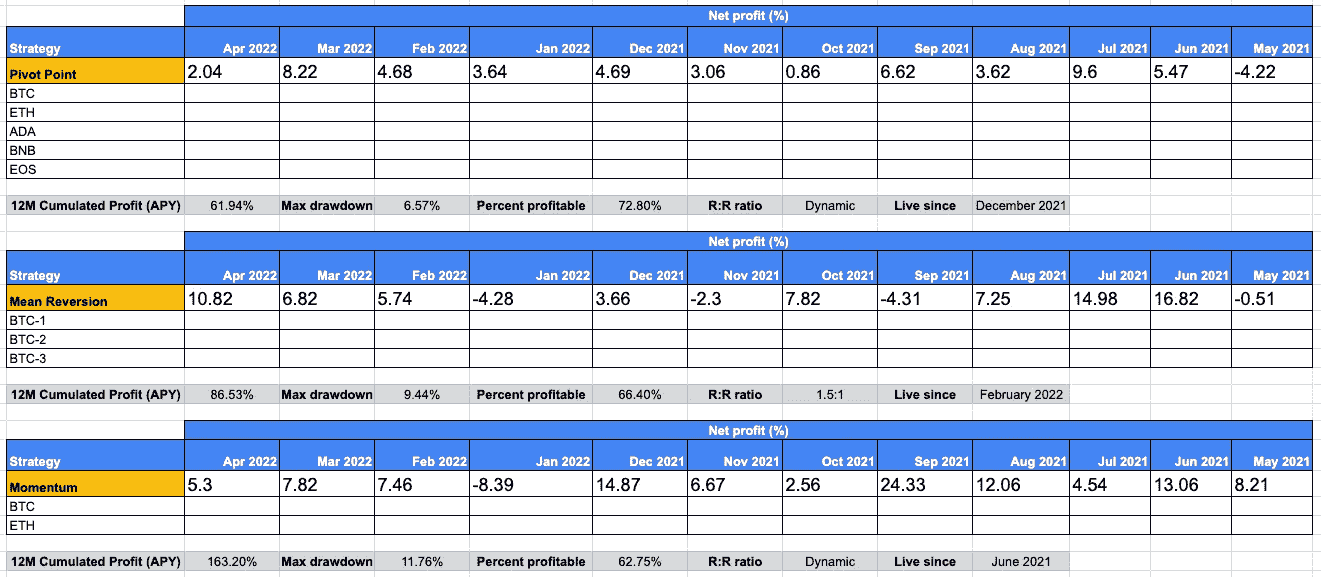 Net profit (%)
Strategy Apr 2022 Mar 2022 Feb 2022 Jan 2022 Dec 2021 Nov 2021 Oct 2021 Sep 2021 Aug 2021 Jul 2021 Jun 2021 May 2021
Pivot Point 2.04 8.22 4.68 3.64 4.69 3.06 0.86 6.62 3.62 9.6 5.47 -4.22
BTC
ETH
ADA
BNB
EOS
12M Cumulated Profit (APY) 61.94% Max drawdown 6.57% Percent profitable 72.80% R:R ratio Dynamic Live since December 2021
Net profit (%)
Strategy Apr 2022 Mar 2022 Feb 2022 Jan 2022 Dec 2021 Nov 2021 Oct 2021 Sep 2021 Aug 2021 Jul 2021 Jun 2021 May 2021
Mean Reversion 10.82 6.82 5.74 -4.28 3.66 -2.3 7.82 -4.31 7.25 14.98 16.82 -0.51
BTC-1
BTC-2
BTC-3
12M Cumulated Profit (APY) 86.53% Max drawdown 9.44% Percent profitable 66.40% R:R ratio 1.5:1 Live since February 2022
Net profit (%)
Strategy Apr 2022 Mar 2022 Feb 2022 Jan 2022 Dec 2021 Nov 2021 Oct 2021 Sep 2021 Aug 2021 Jul 2021 Jun 2021 May 2021
Momentum 5.3 7.82 7.46 -8.39 14.87 6.67 2.56 24.33 12.06 4.54 13.06 8.21
BTC
ETH
12M Cumulated Profit (APY) 163.20% Max drawdown 11.76% Percent profitable 62.75% R:R ratio Dynamic Live since June 2021